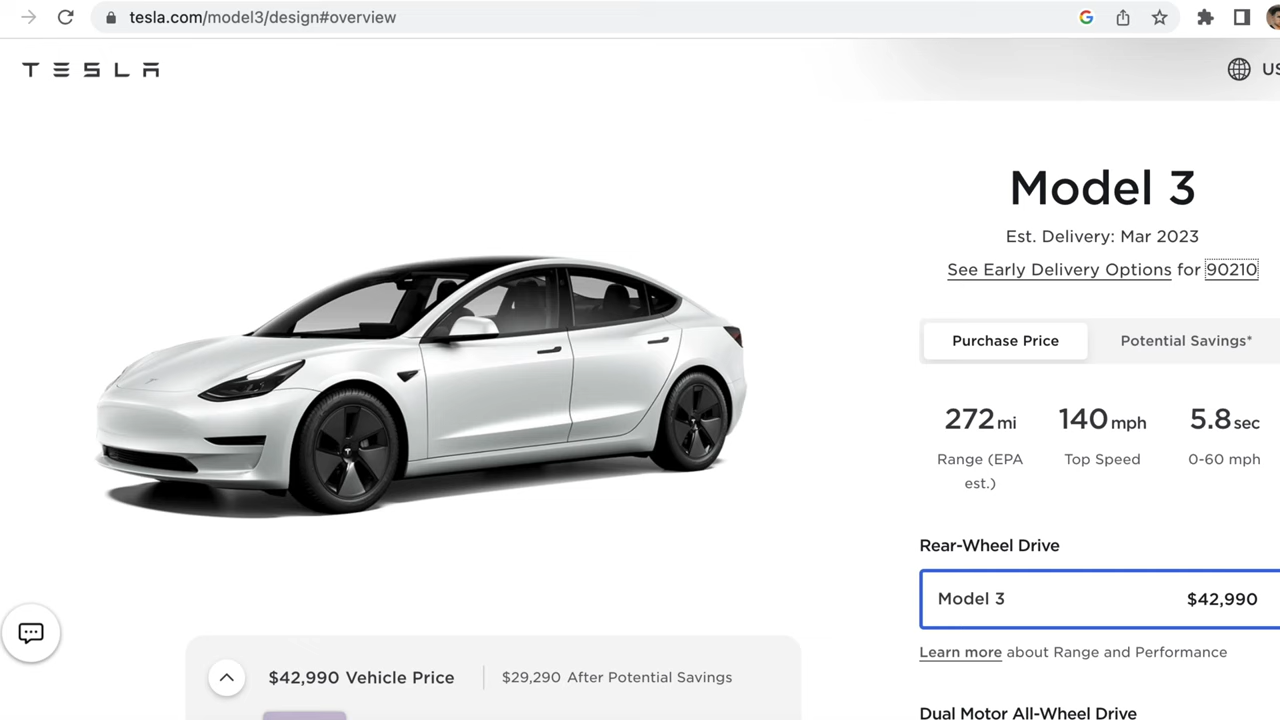 tesla.com/model3/design#overview
TESLA
US
Model 3
Est. Delivery: Mar 2023
See Early Delivery Options for 90210
Purchase Price Potential Savings*
272 mi 140 mph 5.8 sec
Range (EPA est.) Top Speed 0-60 mph
Rear-Wheel Drive
Model 3 $42,990
Learn more about Range and Performance
$42,990 Vehicle Price $29,290 After Potential Savings
Dual Motor All-Wheel Drive